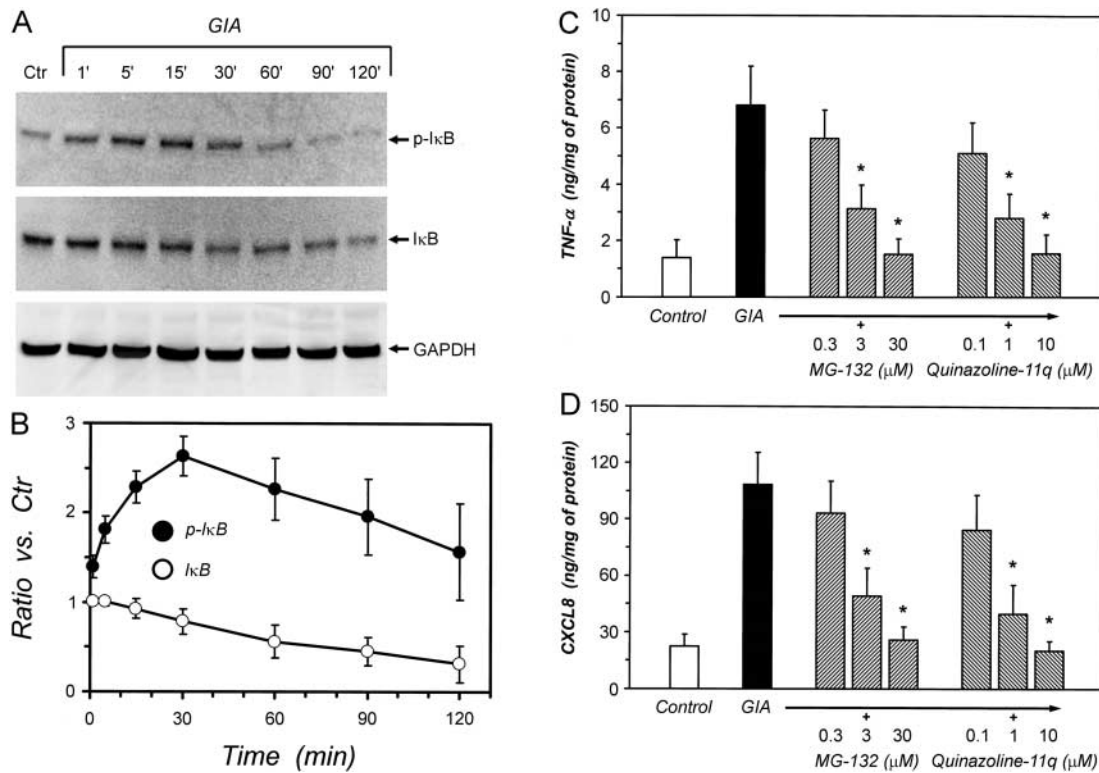 A
GIA
Ctr 1' 5' 15' 30' 60' 90' 120'
p-IκB
IκB
GAPDH
B
3
2
1
0
Ratio vs. Ctr
p-IκB
IκB
0 30 60 90 120
Time (min)
C
10
8
6
4
2
0
TNF-α (ng/mg of protein)
* * * *
Control GIA + +
0.3 3 30 0.1 1 10
MG-132 (μM) Quinazoline-11q (μM)
D
150
120
90
60
30
0
CXCL8 (ng/mg of protein)
* * * *
Control GIA + +
0.3 3 30 0.1 1 10
MG-132 (μM) Quinazoline-11q (μM)